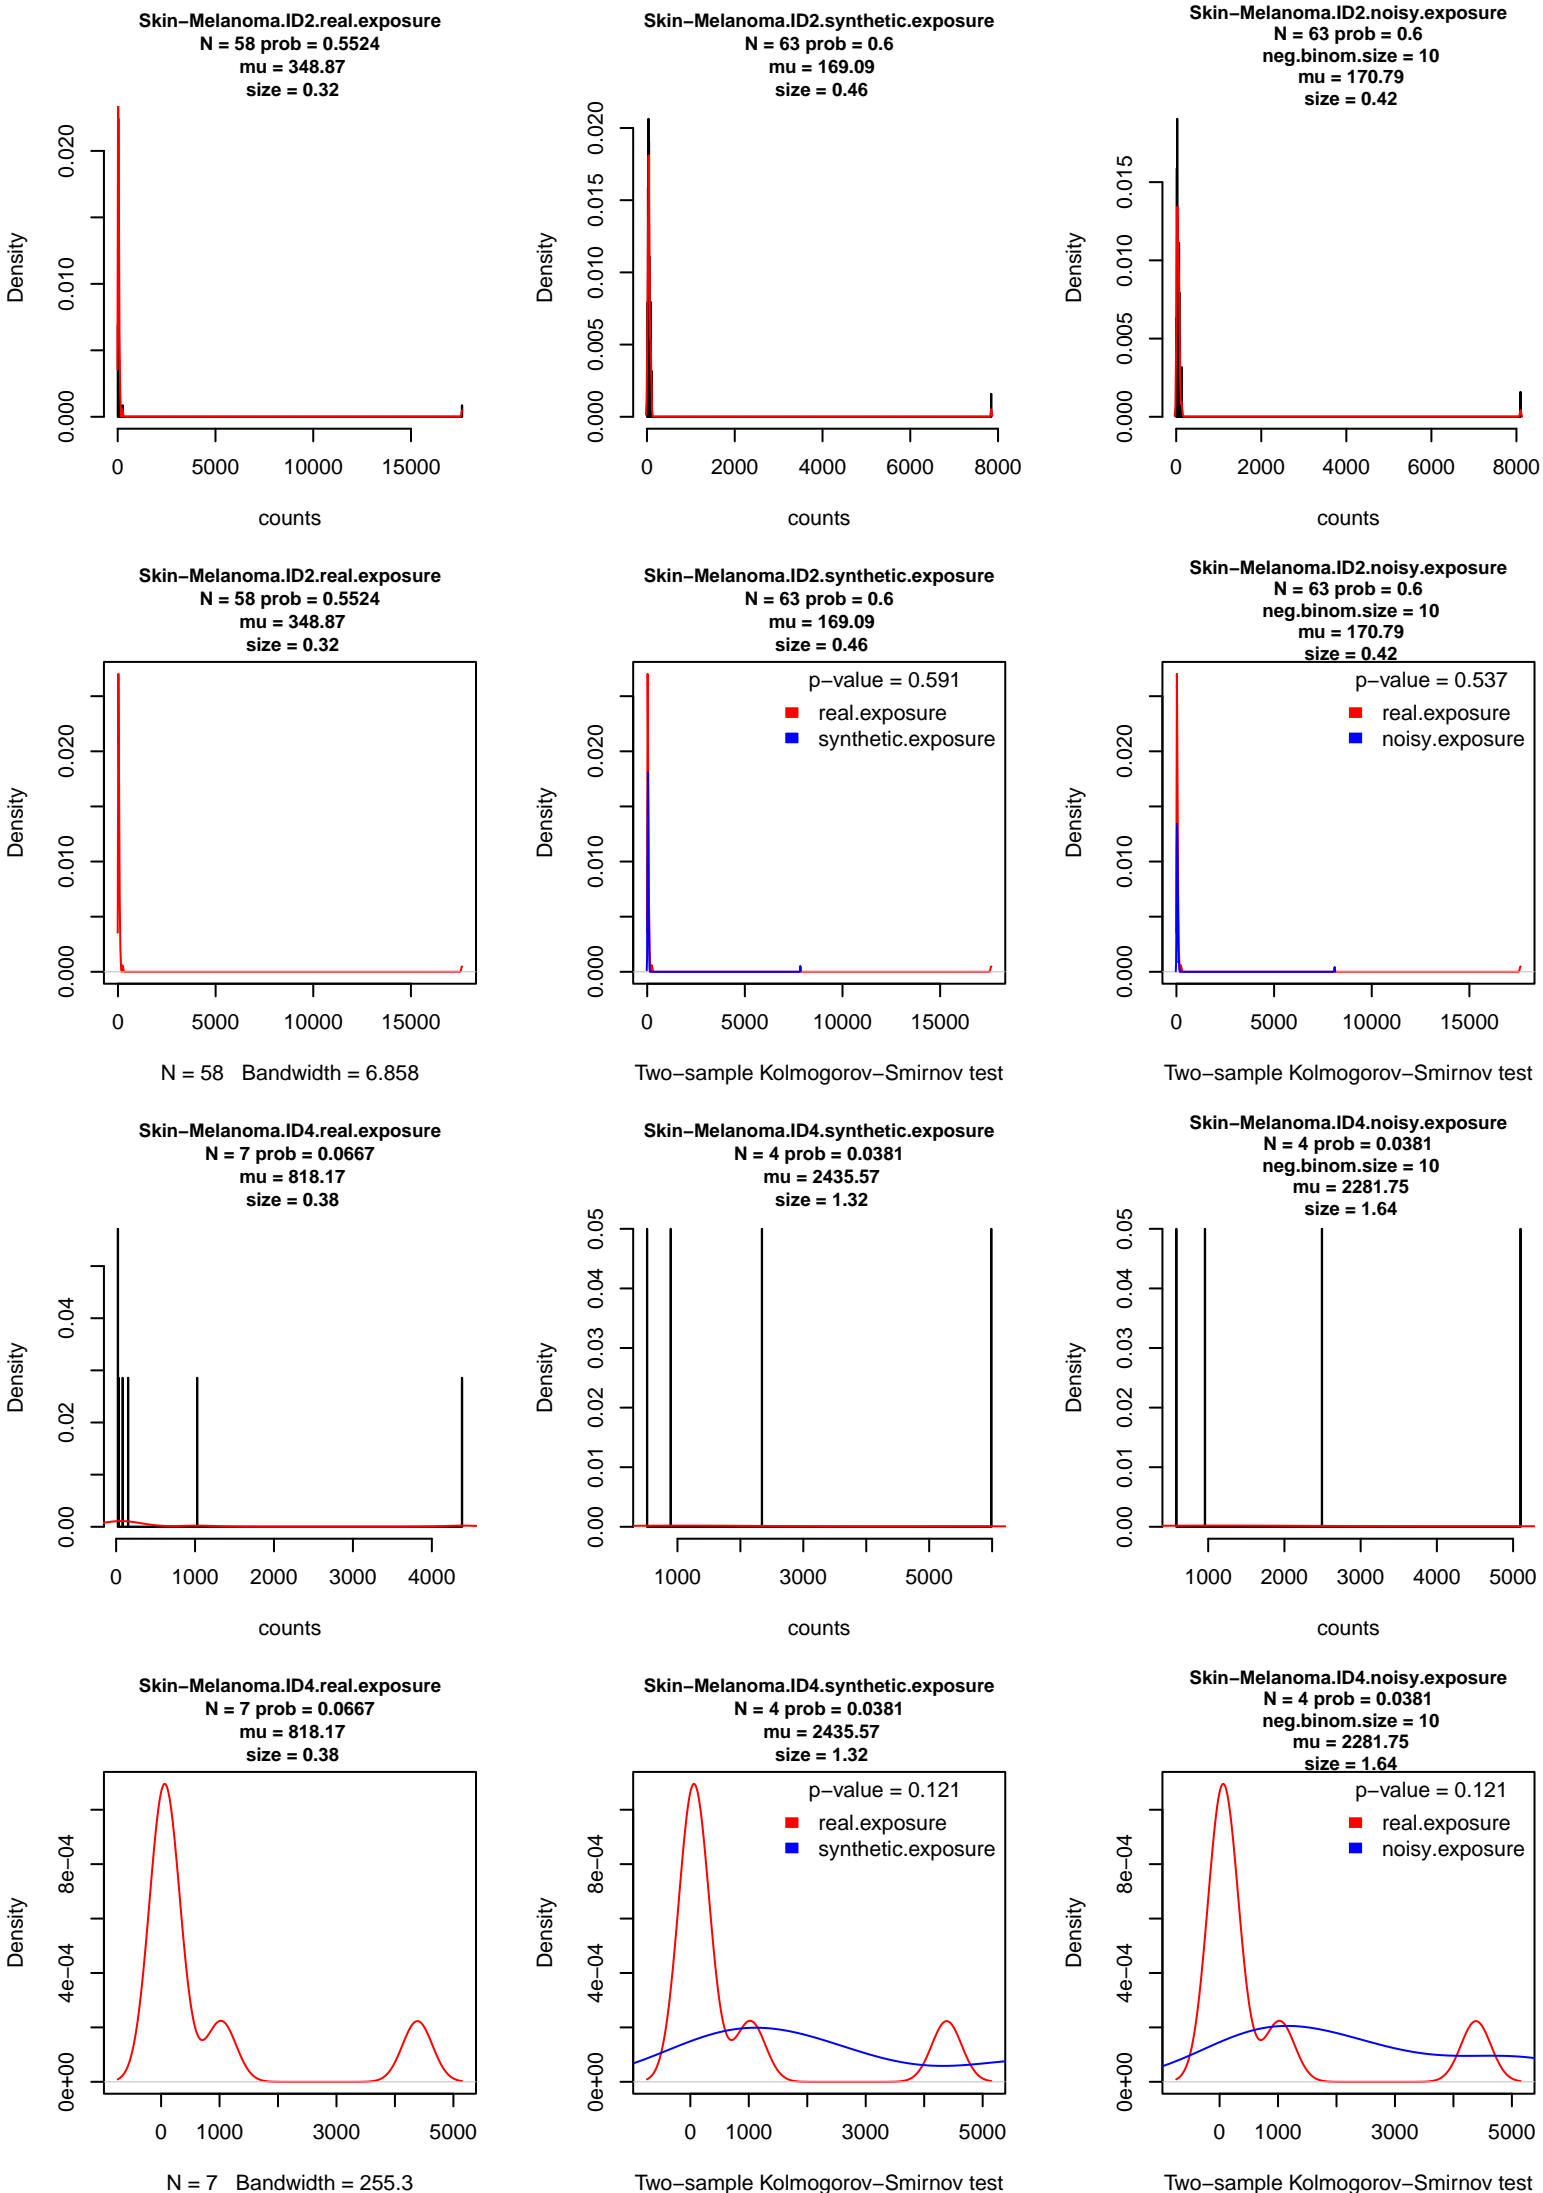 Skin−Melanoma.ID2.real.exposure
N = 58 prob = 0.5524
mu = 348.87
size = 0.32
Density
0.000 0.010 0.020
0 5000 10000 15000
counts
Skin−Melanoma.ID2.synthetic.exposure
N = 63 prob = 0.6
mu = 169.09
size = 0.46
Density
0.000 0.005 0.010 0.015 0.020
0 2000 4000 6000 8000
counts
Skin−Melanoma.ID2.noisy.exposure
N = 63 prob = 0.6
neg.binom.size = 10
mu = 170.79
size = 0.42
Density
0.000 0.005 0.010 0.015
0 2000 4000 6000 8000
counts
Skin−Melanoma.ID2.real.exposure
N = 58 prob = 0.5524
mu = 348.87
size = 0.32
Density
0.000 0.010 0.020
0 5000 10000 15000
N = 58 Bandwidth = 6.858
Skin−Melanoma.ID2.synthetic.exposure
N = 63 prob = 0.6
mu = 169.09
size = 0.46
p−value = 0.591
real.exposure
synthetic.exposure
Density
0.000 0.010 0.020
0 5000 10000 15000
Two−sample Kolmogorov−Smirnov test
Skin−Melanoma.ID2.noisy.exposure
N = 63 prob = 0.6
neg.binom.size = 10
mu = 170.79
size = 0.42
p−value = 0.537
real.exposure
noisy.exposure
Density
0.000 0.010 0.020
0 5000 10000 15000
Two−sample Kolmogorov−Smirnov test
Skin−Melanoma.ID4.real.exposure
N = 7 prob = 0.0667
mu = 818.17
size = 0.38
Density
0.00 0.02 0.04
0 1000 2000 3000 4000
counts
Skin−Melanoma.ID4.synthetic.exposure
N = 4 prob = 0.0381
mu = 2435.57
size = 1.32
Density
0.00 0.01 0.02 0.03 0.04 0.05
1000 3000 5000
counts
Skin−Melanoma.ID4.noisy.exposure
N = 4 prob = 0.0381
neg.binom.size = 10
mu = 2281.75
size = 1.64
Density
0.00 0.01 0.02 0.03 0.04 0.05
1000 2000 3000 4000 5000
counts
Skin−Melanoma.ID4.real.exposure
N = 7 prob = 0.0667
mu = 818.17
size = 0.38
Density
0e+00 4e−04 8e−04
0 1000 3000 5000
N = 7 Bandwidth = 255.3
Skin−Melanoma.ID4.synthetic.exposure
N = 4 prob = 0.0381
mu = 2435.57
size = 1.32
p−value = 0.121
real.exposure
synthetic.exposure
Density
0e+00 4e−04 8e−04
0 1000 3000 5000
Two−sample Kolmogorov−Smirnov test
Skin−Melanoma.ID4.noisy.exposure
N = 4 prob = 0.0381
neg.binom.size = 10
mu = 2281.75
size = 1.64
p−value = 0.121
real.exposure
noisy.exposure
Density
0e+00 4e−04 8e−04
0 1000 3000 5000
Two−sample Kolmogorov−Smirnov test